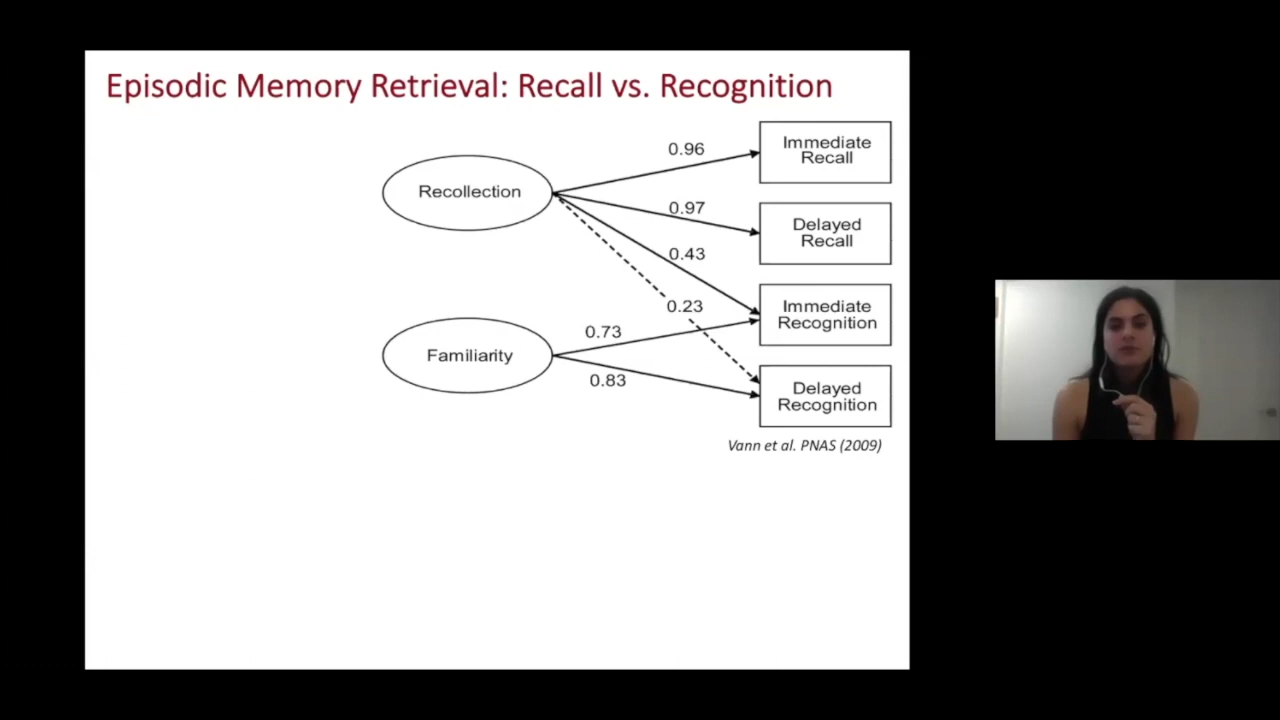 Episodic Memory Retrieval: Recall vs. Recognition
Recollection
Familiarity
0.96
0.97
0.43
0.23
0.73
0.83
Immediate
Recall
Delayed
Recall
Immediate
Recognition
Delayed
Recognition
Vann et al. PNAS (2009)